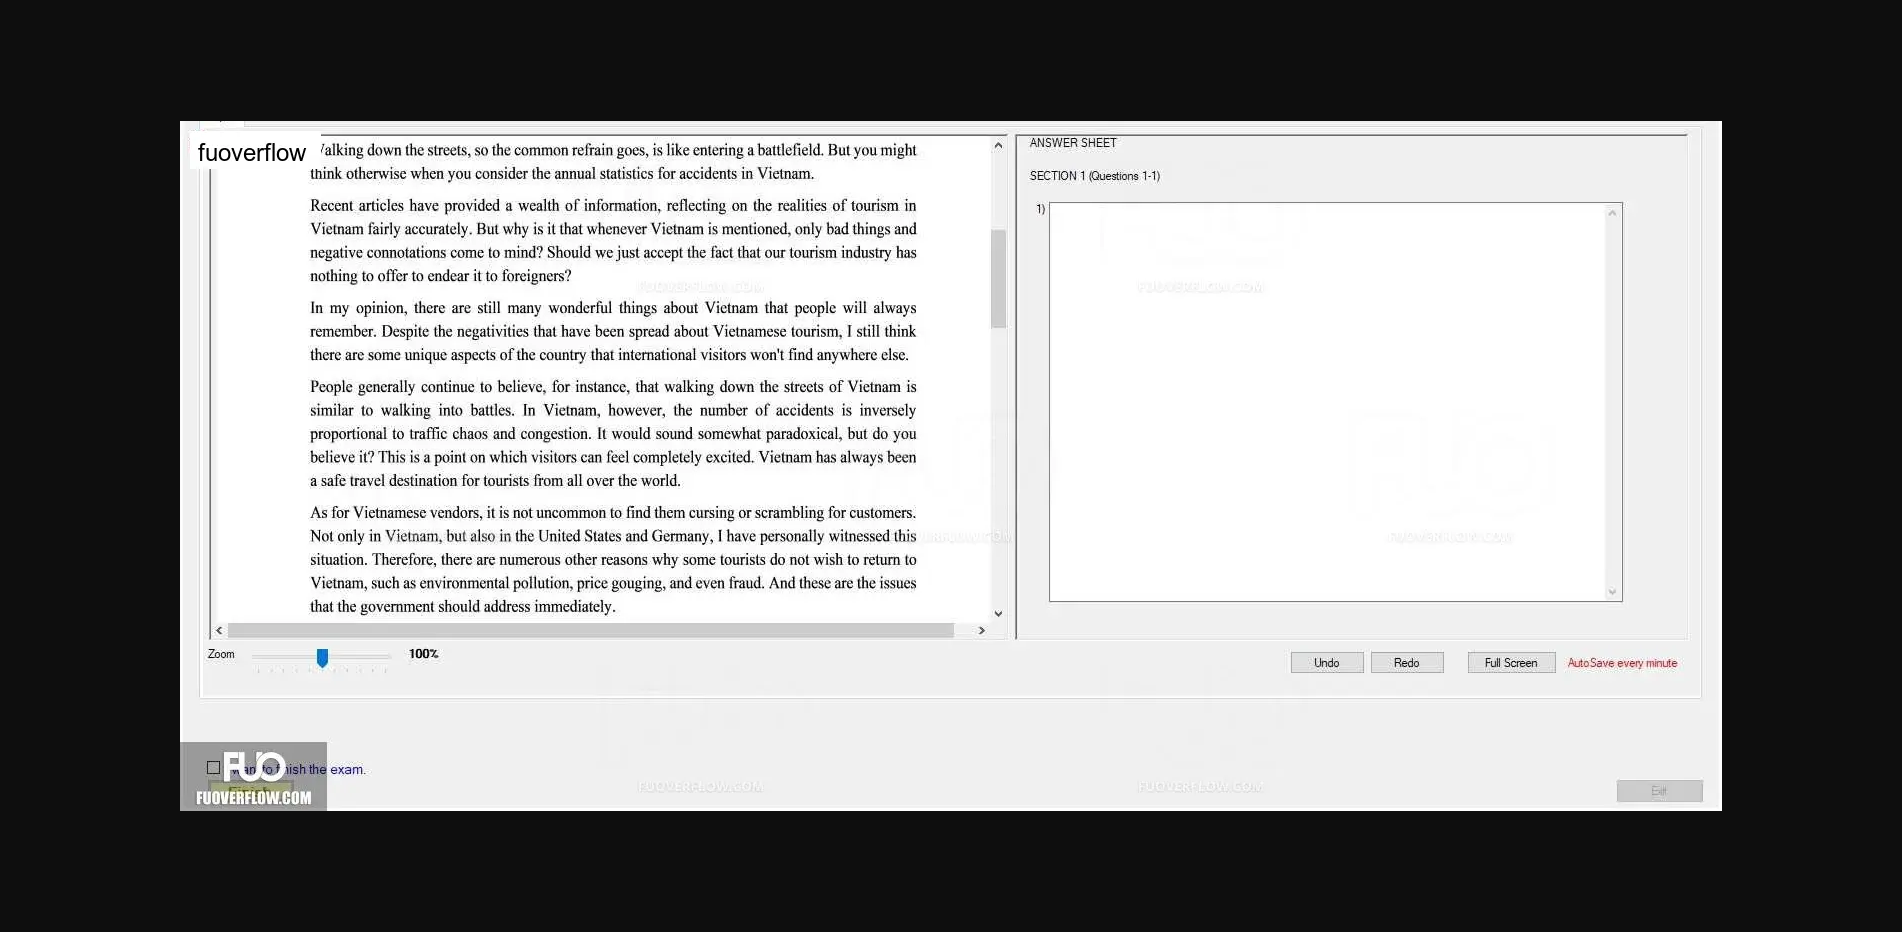 fuoverflow
alking down the streets, so the common refrain goes, is like entering a battlefield. But you might
think otherwise when you consider the annual statistics for accidents in Vietnam.
Recent articles have provided a wealth of information, reflecting on the realities of tourism in
Vietnam fairly accurately. But why is it that whenever Vietnam is mentioned, only bad things and
negative connotations come to mind? Should we just accept the fact that our tourism industry has
nothing to offer to endear it to foreigners?
In my opinion, there are still many wonderful things about Vietnam that people will always
remember. Despite the negativities that have been spread about Vietnamese tourism, I still think
there are some unique aspects of the country that international visitors won't find anywhere else.
People generally continue to believe, for instance, that walking down the streets of Vietnam is
similar to walking into battles. In Vietnam, however, the number of accidents is inversely
proportional to traffic chaos and congestion. It would sound somewhat paradoxical, but do you
believe it? This is a point on which visitors can feel completely excited. Vietnam has always been
a safe travel destination for tourists from all over the world.
As for Vietnamese vendors, it is not uncommon to find them cursing or scrambling for customers.
Not only in Vietnam, but also in the United States and Germany, I have personally witnessed this
situation. Therefore, there are numerous other reasons why some tourists do not wish to return to
Vietnam, such as environmental pollution, price gouging, and even fraud. And these are the issues
that the government should address immediately.
Zoom
100%
ANSWER SHEET
SECTION 1 (Questions 1-1)
1)
Undo
Redo
Full Screen
AutoSave every minute
want to finish the exam.
Finish
FUO
FUOVERFLOW.COM
Exit
FUOVERFLOW.COM
FUOVERFLOW.COM
FUOVERFLOW.COM
FUOVERFLOW.COM
FUOVERFLOW.COM